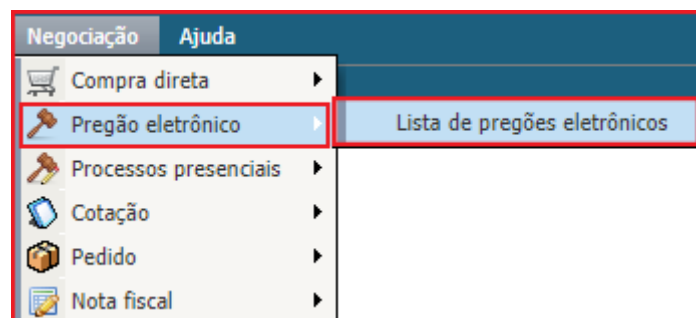 Negociação Ajuda
Compra direta
Pregão eletrônico Lista de pregões eletrônicos
Processos presenciais
Cotação
Pedido
Nota fiscal